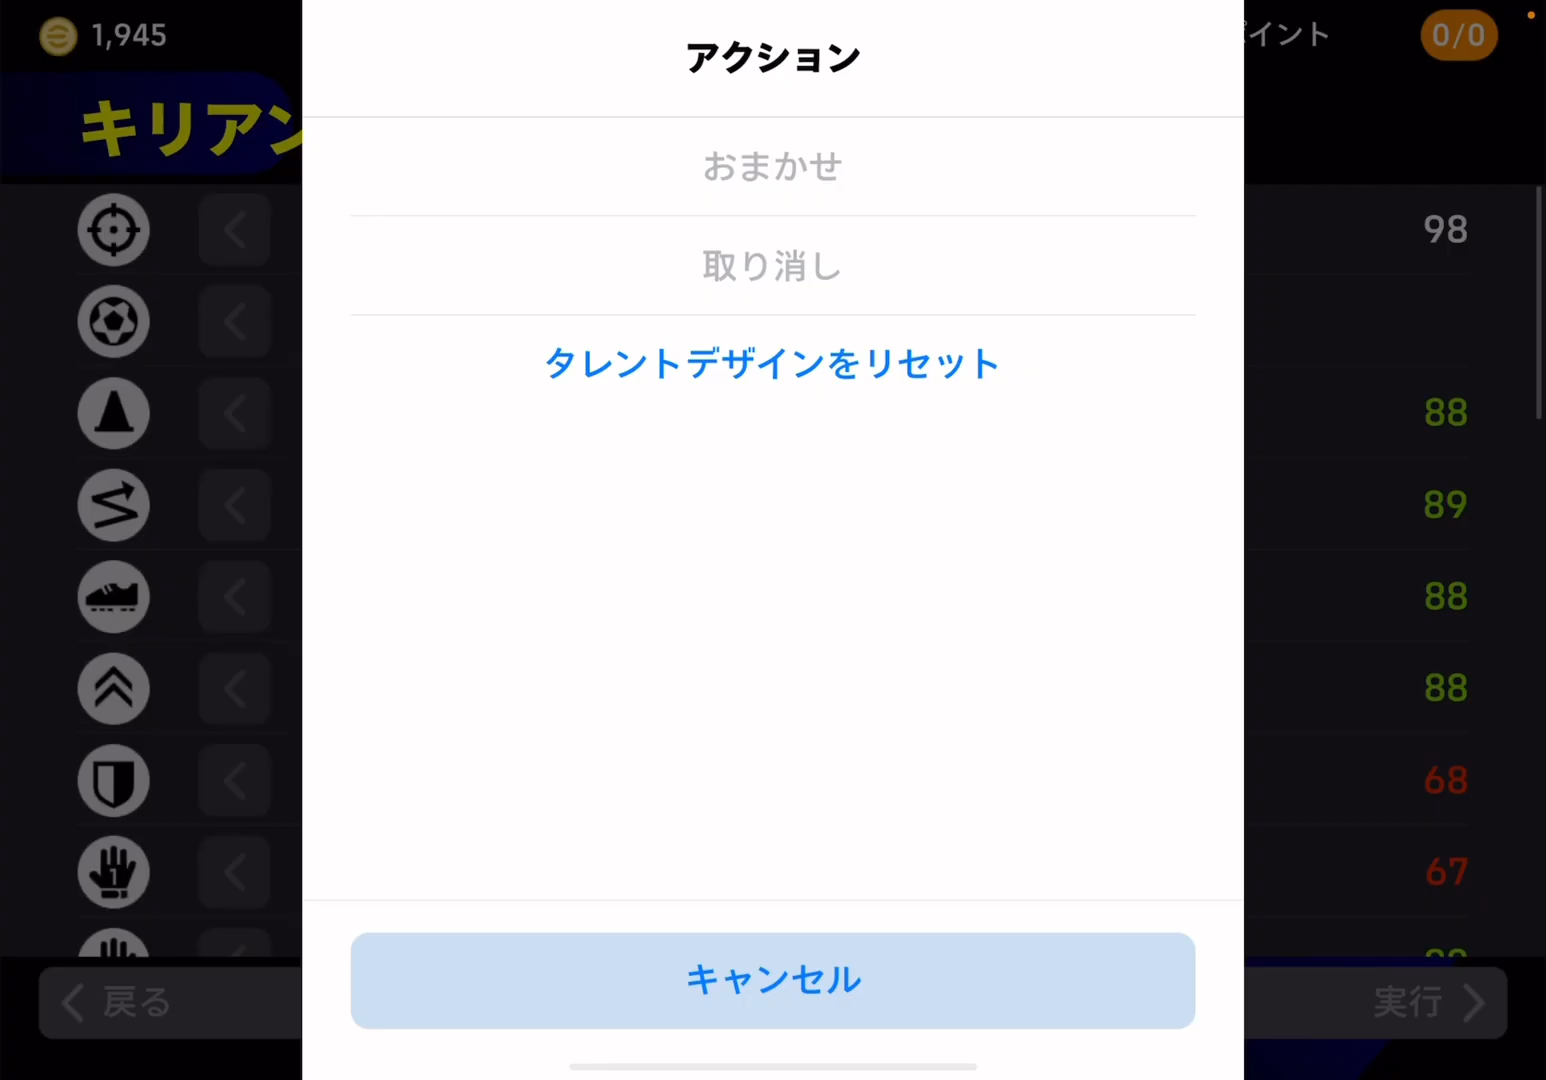 1,945
アクション
イント
0/0
キリアン
おまかせ
98
取り消し
タレントデザインをリセット
88
89
88
88
68
67
キャンセル
戻る
実行